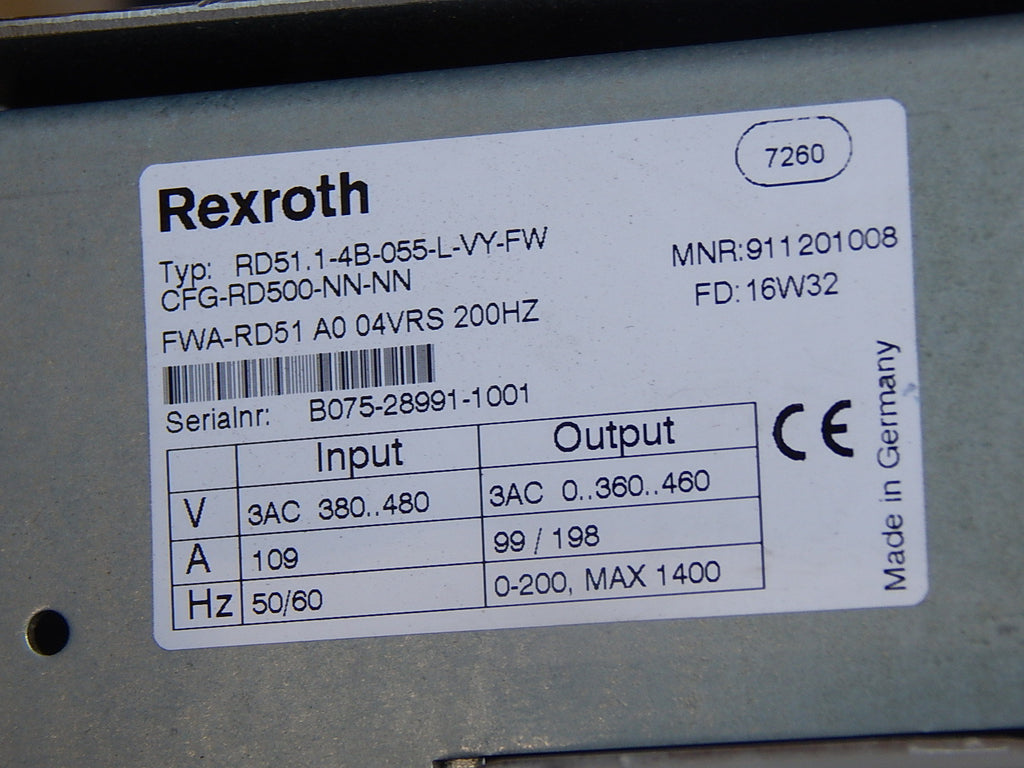 7260
Rexroth
Typ: RD51.1-4B-055-L-VY-FW
MNR:911201008
CFG-RD500-NN-NN
FD:16W32
FWA-RD51 A0 04VRS 200HZ
Serialnr: B075-28991-1001
Input Output
V 3AC 380..480 3AC 0..360..460
A 109 99 / 198
Hz 50/60 0-200, MAX 1400
CE
Made in Germany